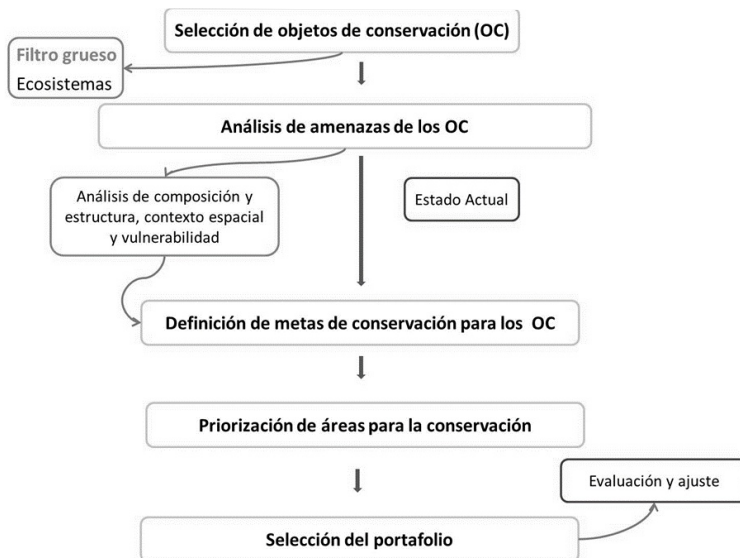 Selección de objetos de conservación (OC)
Filtro grueso
Ecosistemas
Análisis de amenazas de los OC
Análisis de composición y
estructura, contexto espacial
y vulnerabilidad
Estado Actual
Definición de metas de conservación para los OC
Priorización de áreas para la conservación
Evaluación y ajuste
Selección del portafolio